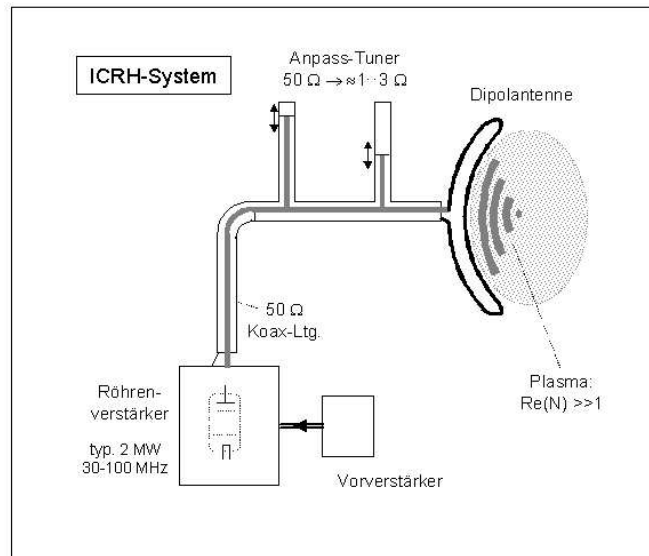 ICRH-System
Anpass-Tuner
50 Ω → ≈1··3 Ω
Dipolantenne
50 Ω
Koax-Ltg.
Röhren-
verstärker
typ. 2 MW
30-100 MHz
Vorverstärker
Plasma:
Re(N) >>1